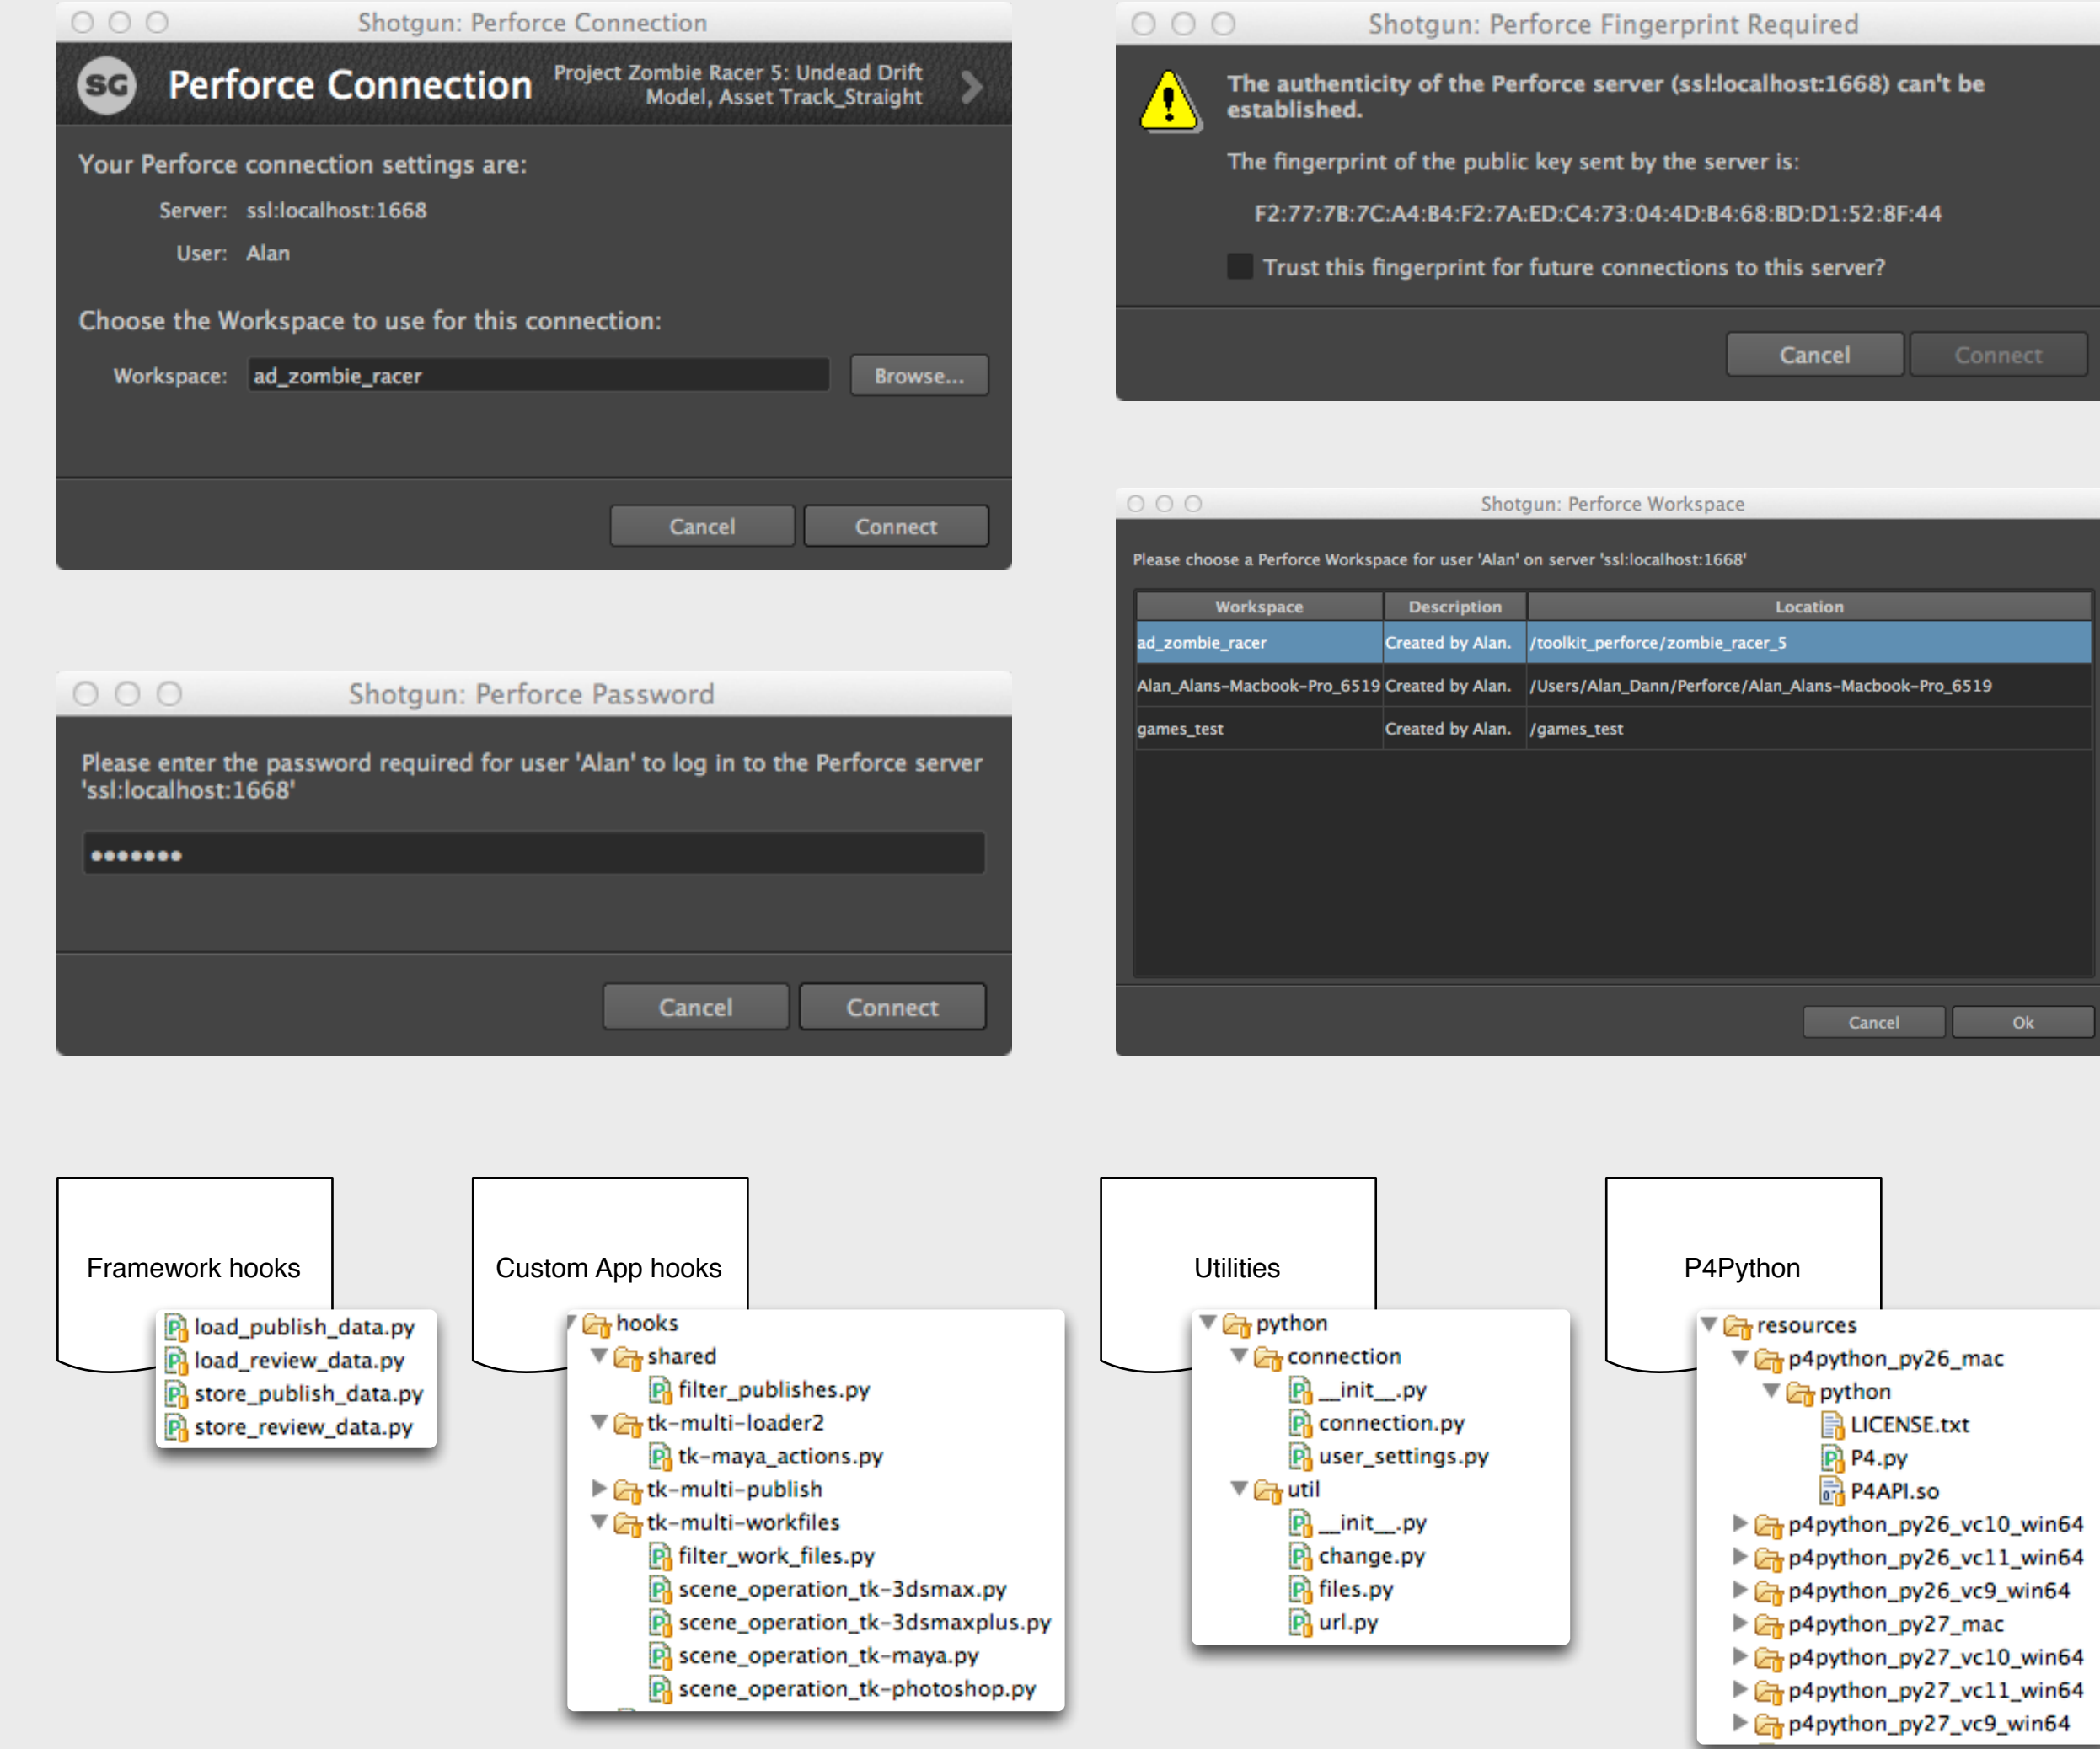 Shotgun: Perforce Connection
SG
Perforce Connection
Project Zombie Racer 5: Undead Drift
Model, Asset Track_Straight
Your Perforce connection settings are:
Server: ssl:localhost:1668
User: Alan
Choose the Workspace to use for this connection:
Workspace: ad_zombie_racer Browse...
Cancel Connect
Shotgun: Perforce Fingerprint Required
The authenticity of the Perforce server (ssl:localhost:1668) can't be
established.
The fingerprint of the public key sent by the server is:
F2:77:7B:7C:A4:B4:F2:7A:ED:C4:73:04:4D:B4:68:BD:D1:52:8F:44
Trust this fingerprint for future connections to this server?
Cancel Connect
Shotgun: Perforce Password
Please enter the password required for user 'Alan' to log in to the Perforce server
'ssl:localhost:1668'
Cancel Connect
Shotgun: Perforce Workspace
Please choose a Perforce Workspace for user 'Alan' on server 'ssl:localhost:1668'
Workspace Description Location
ad_zombie_racer Created by Alan. /toolkit_perforce/zombie_racer_5
Alan_Alans-Macbook-Pro_6519 Created by Alan. /Users/Alan_Dann/Perforce/Alan_Alans-Macbook-Pro_6519
games_test Created by Alan. /games_test
Cancel Ok
Framework hooks
load_publish_data.py
load_review_data.py
store_publish_data.py
store_review_data.py
Custom App hooks
hooks
shared
filter_publishes.py
tk-multi-loader2
tk-maya_actions.py
tk-multi-publish
tk-multi-workfiles
filter_work_files.py
scene_operation_tk-3dsmax.py
scene_operation_tk-3dsmaxplus.py
scene_operation_tk-maya.py
scene_operation_tk-photoshop.py
Utilities
python
connection
__init__.py
connection.py
user_settings.py
util
__init__.py
change.py
files.py
url.py
P4Python
resources
p4python_py26_mac
python
LICENSE.txt
P4.py
P4API.so
p4python_py26_vc10_win64
p4python_py26_vc11_win64
p4python_py26_vc9_win64
p4python_py27_mac
p4python_py27_vc10_win64
p4python_py27_vc11_win64
p4python_py27_vc9_win64